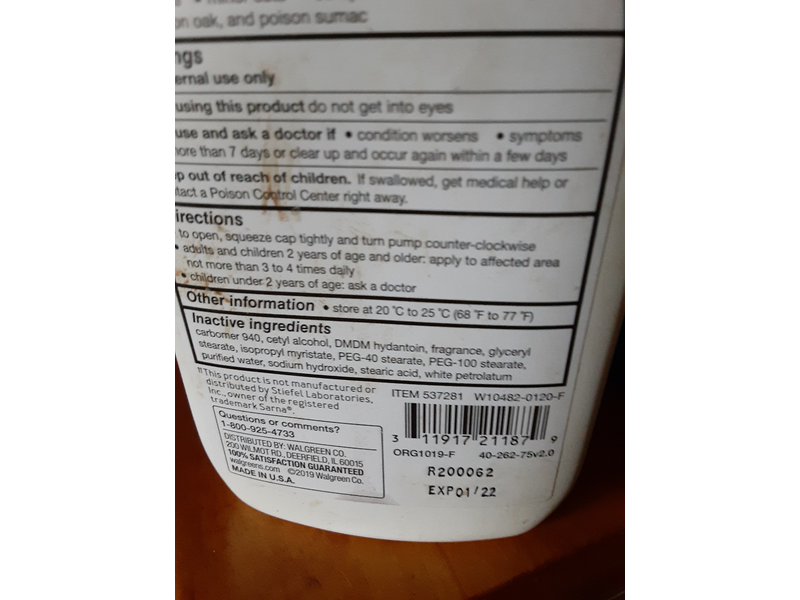 on oak, and poison sumac
ngs
ernal use only
using this product do not get into eyes
use and ask a doctor if • condition worsens • symptoms
more than 7 days or clear up and occur again within a few days
p out of reach of children. If swallowed, get medical help or
ntact a Poison Control Center right away.
irections
to open, squeeze cap tightly and turn pump counter-clockwise
• adults and children 2 years of age and older: apply to affected area
not more than 3 to 4 times daily
• children under 2 years of age: ask a doctor
Other information • store at 20 °C to 25 °C (68 °F to 77 °F)
Inactive ingredients
carbomer 940, cetyl alcohol, DMDM hydantoin, fragrance, glyceryl
stearate, isopropyl myristate, PEG-40 stearate, PEG-100 stearate,
purified water, sodium hydroxide, stearic acid, white petrolatum
††This product is not manufactured or
distributed by Stiefel Laboratories,
Inc., owner of the registered
trademark Sarna®.
Questions or comments?
1-800-925-4733
DISTRIBUTED BY: WALGREEN CO.
200 WILMOT RD., DEERFIELD, IL 60015
100% SATISFACTION GUARANTEED
walgreens.com ©2019 Walgreen Co.
MADE IN U.S.A.
ITEM 537281 W10482-0120-F
3 11917 21187 9
ORG1019-F 40-262-75v2.0
R200062
EXP01/22